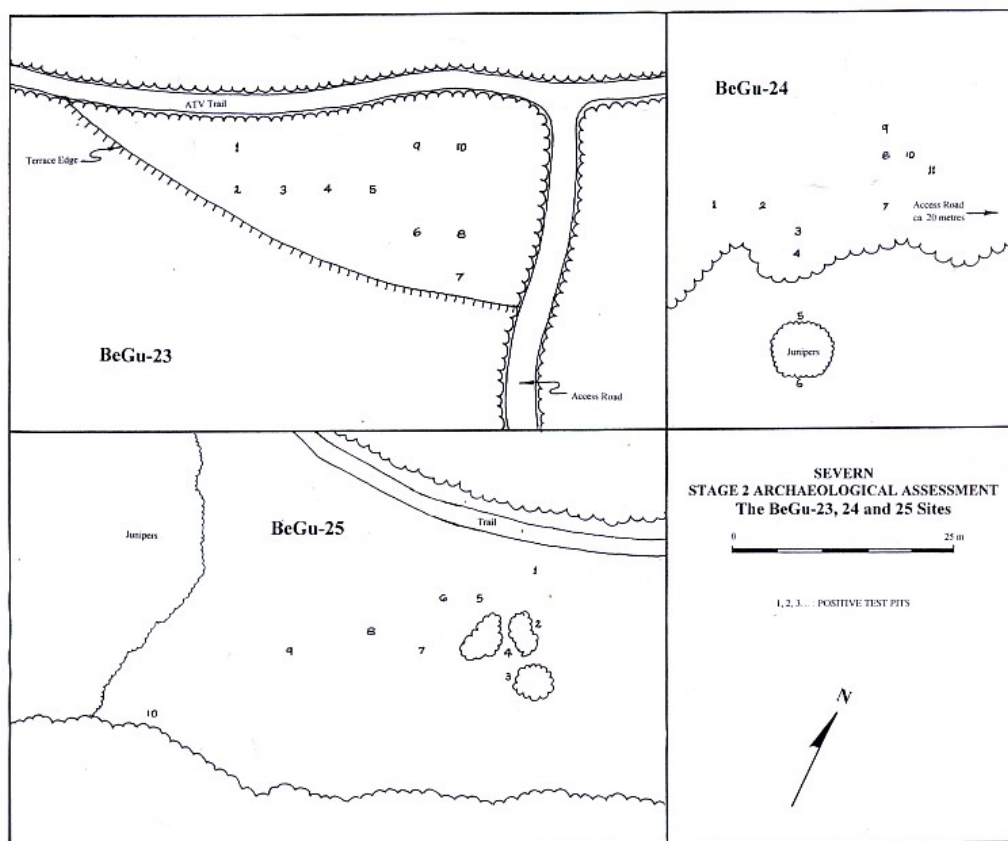 ATV Trail
1
9 10
Terrace Edge
2 3 4 5
6 8
7
BeGu-23
Access Road
BeGu-24
9
8 10
11
1 2 7 Access Road
ca 20 metres
3
4
5
Junipers
6
Trail
BeGu-25
Junipers
1
6 5
2
8
9 7 4
3
10
SEVERN
STAGE 2 ARCHAEOLOGICAL ASSESSMENT
The BeGu-23, 24 and 25 Sites
0 25 m
1, 2, 3... : POSITIVE TEST PITS
N